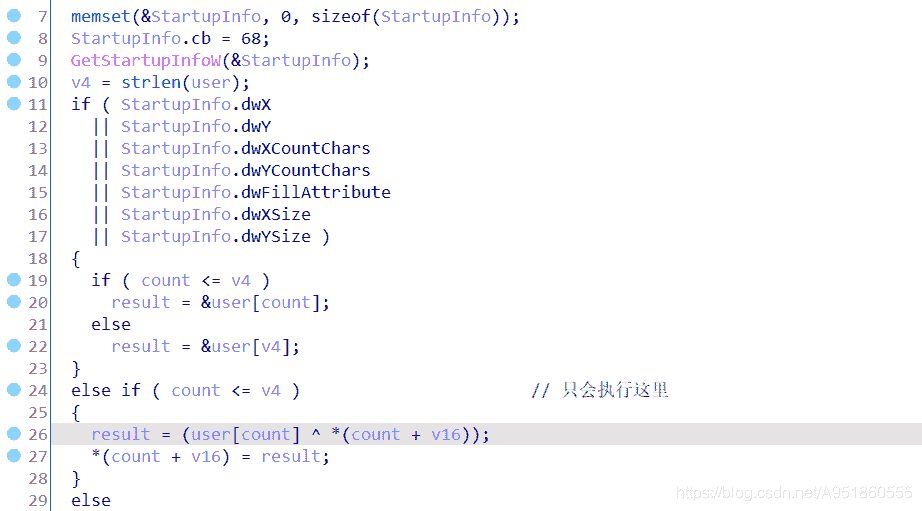 7 memset(&StartupInfo, 0, sizeof(StartupInfo));
8 StartupInfo.cb = 68;
9 GetStartupInfoW(&StartupInfo);
10 v4 = strlen(user);
11 if ( StartupInfo.dwX
12 || StartupInfo.dwY
13 || StartupInfo.dwXCountChars
14 || StartupInfo.dwYCountChars
15 || StartupInfo.dwFillAttribute
16 || StartupInfo.dwXSize
17 || StartupInfo.dwYSize )
18 {
19 if ( count <= v4 )
20 result = &user[count];
21 else
22 result = &user[v4];
23 }
24 else if ( count <= v4 ) // 只会执行这里
25 {
26 result = (user[count] ^ *(count + v16));
27 *(count + v16) = result;
28 }
29 else
https://blog.csdn.net/A951860555